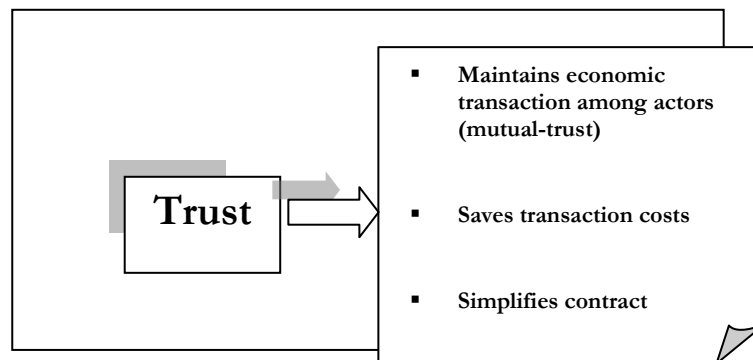 Trust
▪ Maintains economic
transaction among actors
(mutual-trust)
▪ Saves transaction costs
▪ Simplifies contract